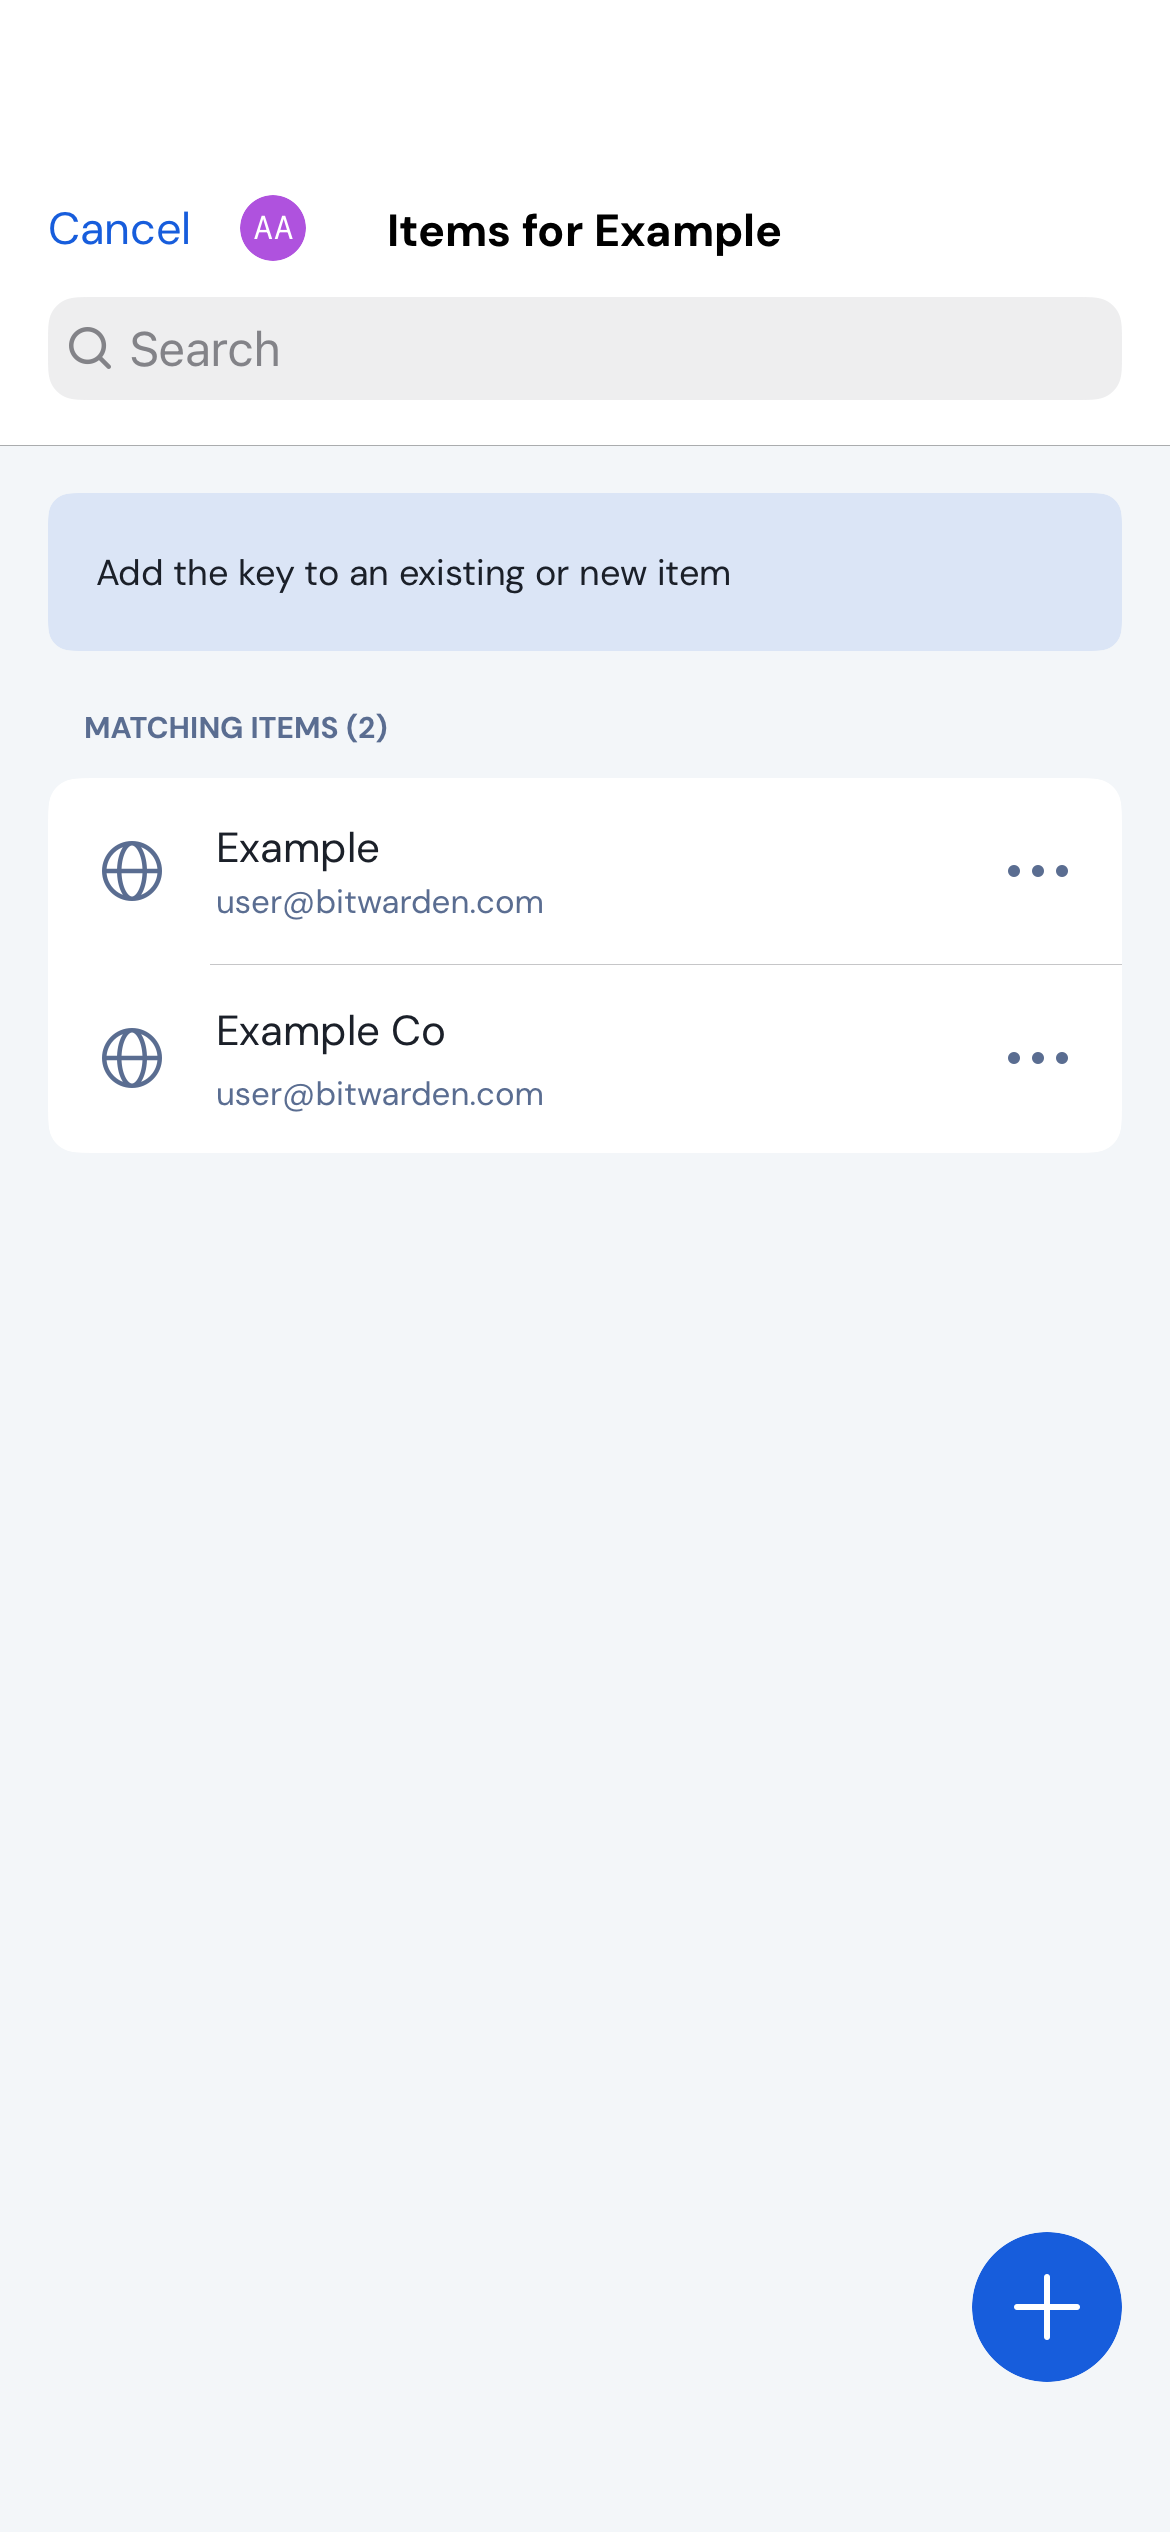 Cancel
AA
Items for Example
Search
Add the key to an existing or new item
MATCHING ITEMS (2)
Example
user@bitwarden.com
Example Co
user@bitwarden.com